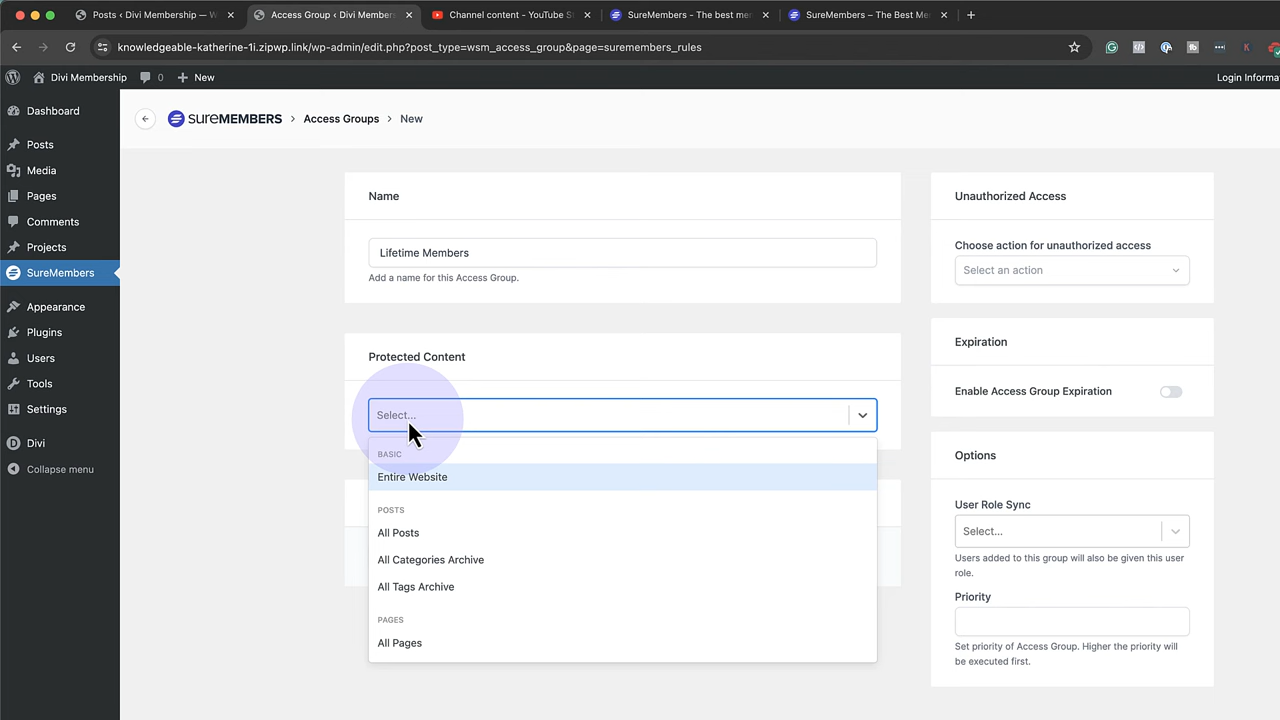 Posts ‹ Divi Membership — W
Access Group ‹ Divi Members
Channel content - YouTube S
SureMembers - The best me
SureMembers – The Best Me
knowledgeable-katherine-1i.zipwp.link/wp-admin/edit.php?post_type=wsm_access_group&page=suremembers_rules
Divi Membership
0
+ New
Login Informa
Dashboard
Posts
Media
Pages
Comments
Projects
SureMembers
Appearance
Plugins
Users
Tools
Settings
Divi
Collapse menu
sureMEMBERS › Access Groups › New
Name
Lifetime Members
Add a name for this Access Group.
Protected Content
Select...
BASIC
Entire Website
POSTS
All Posts
All Categories Archive
All Tags Archive
PAGES
All Pages
Unauthorized Access
Choose action for unauthorized access
Select an action
Expiration
Enable Access Group Expiration
Options
User Role Sync
Select...
Users added to this group will also be given this user
role.
Priority
Set priority of Access Group. Higher the priority will
be executed first.